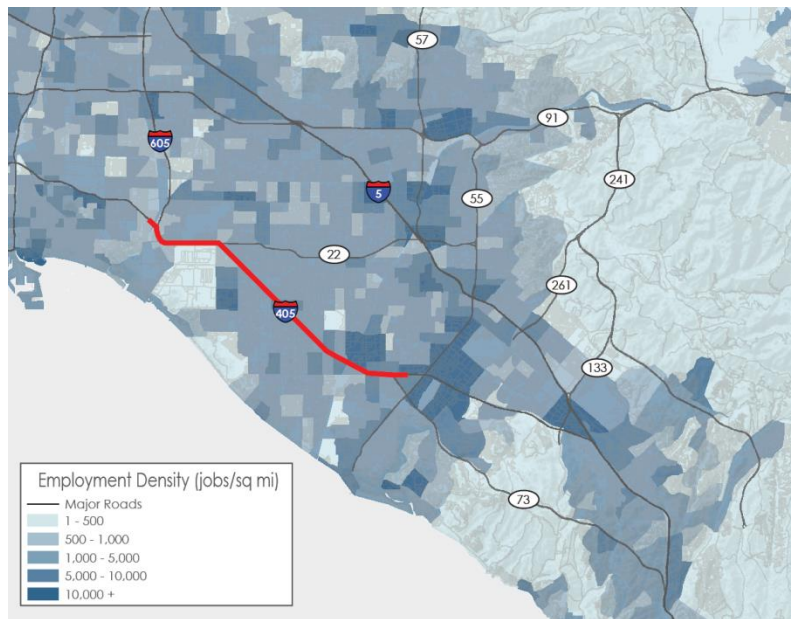 57
91
605
241
5
55
22
261
405
133
73
Employment Density (jobs/sq mi)
Major Roads
1 - 500
500 - 1,000
1,000 - 5,000
5,000 - 10,000
10,000 +